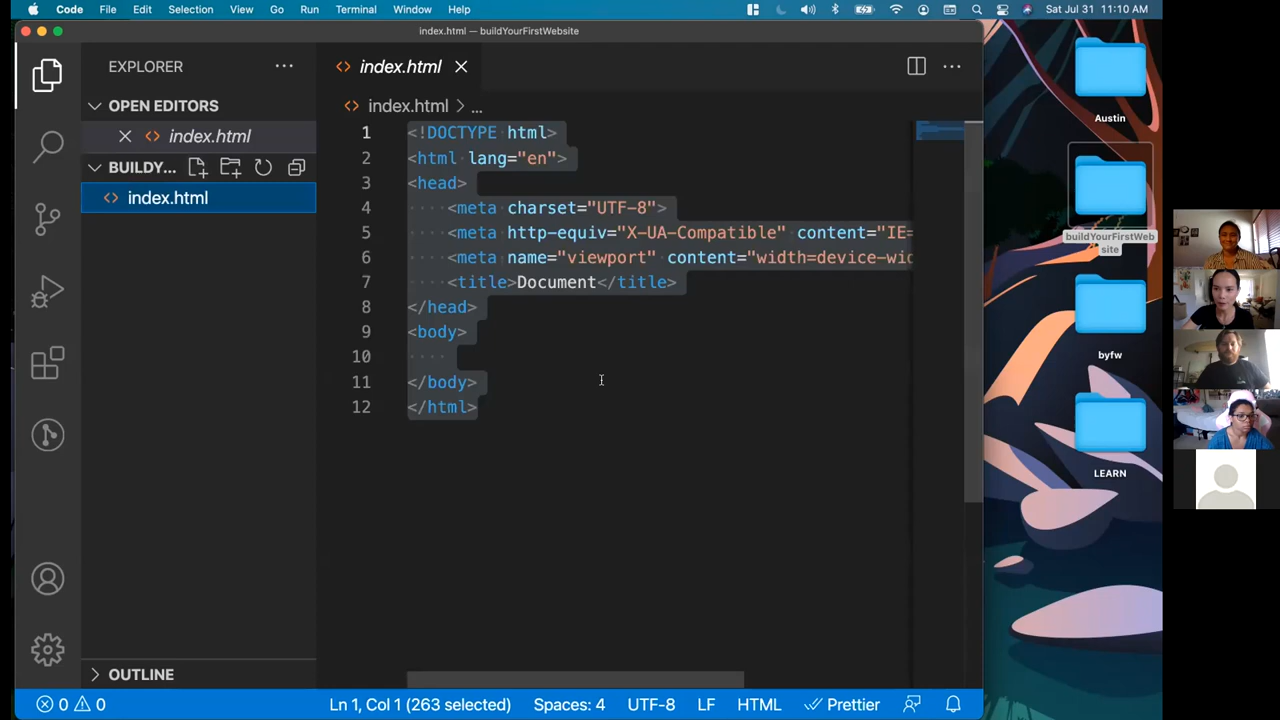 Code File Edit Selection View Go Run Terminal Window Help Sat Jul 31 11:10 AM
index.html — buildYourFirstWebsite
EXPLORER ···
index.html
OPEN EDITORS
index.html
BUILDY...
index.html
index.html > ...
1 <!DOCTYPE html>
2 <html lang="en">
3 <head>
4 <meta charset="UTF-8">
5 <meta http-equiv="X-UA-Compatible" content="IE=
6 <meta name="viewport" content="width=device-wid
7 <title>Document</title>
8 </head>
9 <body>
10
11 </body>
12 </html>
OUTLINE
0 0 Ln 1, Col 1 (263 selected) Spaces: 4 UTF-8 LF HTML Prettier
Austin
buildYourFirstWeb
site
byfw
LEARN